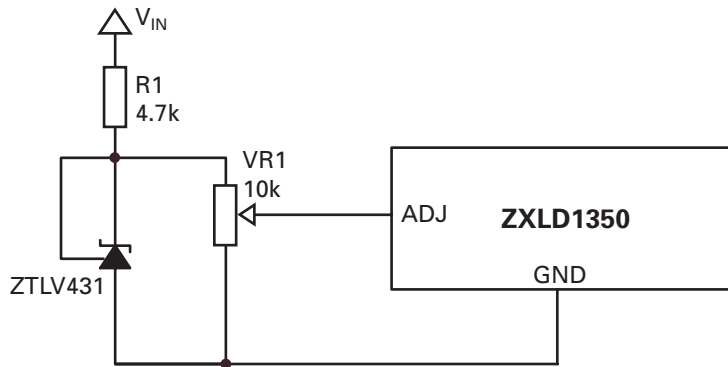 VIN
R1
4.7k
VR1
10k
ADJ
ZXLD1350
GND
ZTLV431